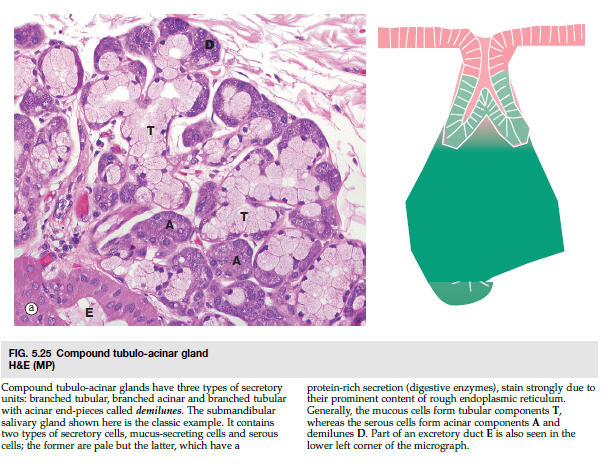 D
T
T
A
A
E
a
FIG. 5.25 Compound tubulo-acinar gland
H&E (MP)
Compound tubulo-acinar glands have three types of secretory
units: branched tubular, branched acinar and branched tubular
with acinar end-pieces called demilunes. The submandibular
salivary gland shown here is the classic example. It contains
two types of secretory cells, mucus-secreting cells and serous
cells; the former are pale but the latter, which have a
protein-rich secretion (digestive enzymes), stain strongly due to
their prominent content of rough endoplasmic reticulum.
Generally, the mucous cells form tubular components T,
whereas the serous cells form acinar components A and
demilunes D. Part of an excretory duct E is also seen in the
lower left corner of the micrograph.